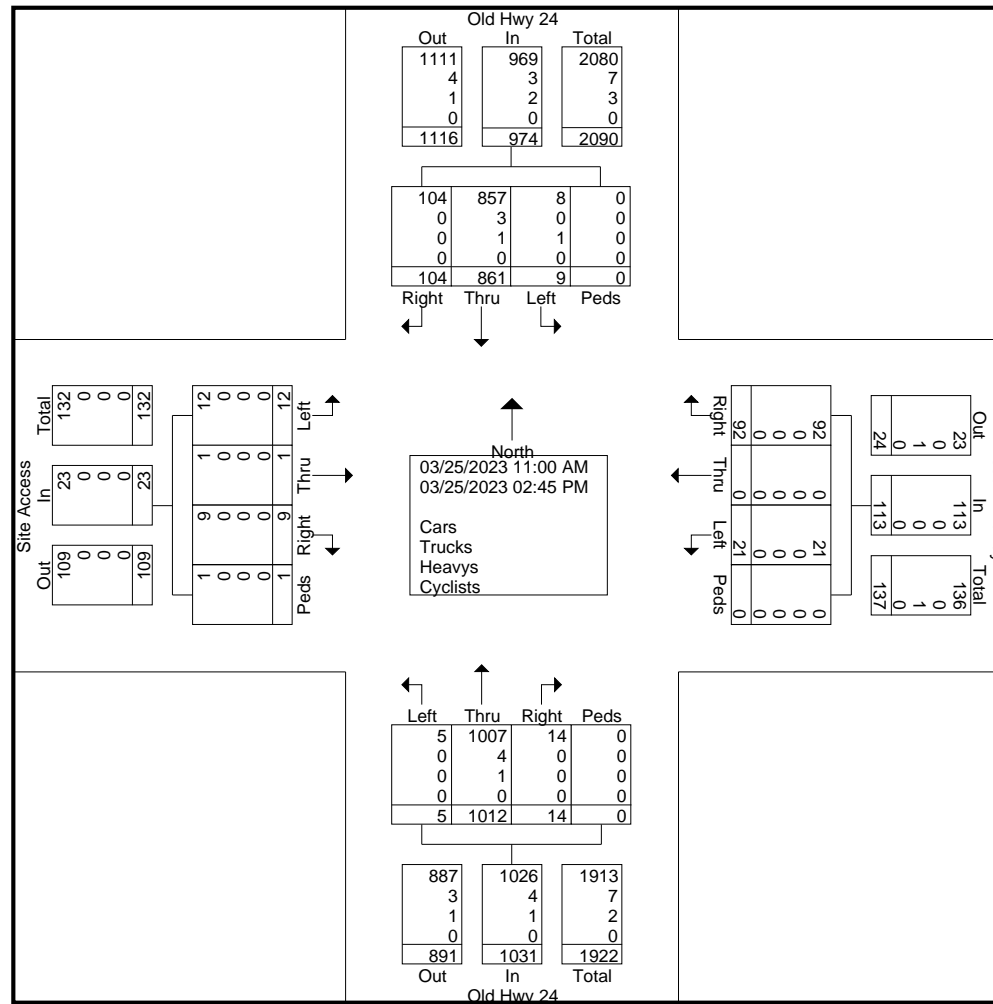 Old Hwy 24
Out In Total
1111 969 2080
4 3 7
1 2 3
0 0 0
1116 974 2090
104 857 8 0
0 3 0 0
0 1 1 0
0 0 0 0
104 861 9 0
Right Thru Left Peds
Site Access
Total
132 0 0 0 132
In
23 0 0 0 23
Out
109 0 0 0 109
12 0 0 0 12
Left
1 0 0 0 1
Thru
9 0 0 0 9
Right
1 0 0 0 1
Peds
North
03/25/2023 11:00 AM
03/25/2023 02:45 PM
Cars
Trucks
Heavys
Cyclists
Right
92 0 0 0 92
Thru
0 0 0 0 0
Left
21 0 0 0 21
Peds
0 0 0 0 0
Out
23 0 1 0 24
In
113 0 0 0 113
Total
136 0 1 0 137
Left Thru Right Peds
5 1007 14 0
0 4 0 0
0 1 0 0
0 0 0 0
5 1012 14 0
887 1026 1913
3 4 7
1 1 2
0 0 0
891 1031 1922
Out In Total
Old Hwy 24